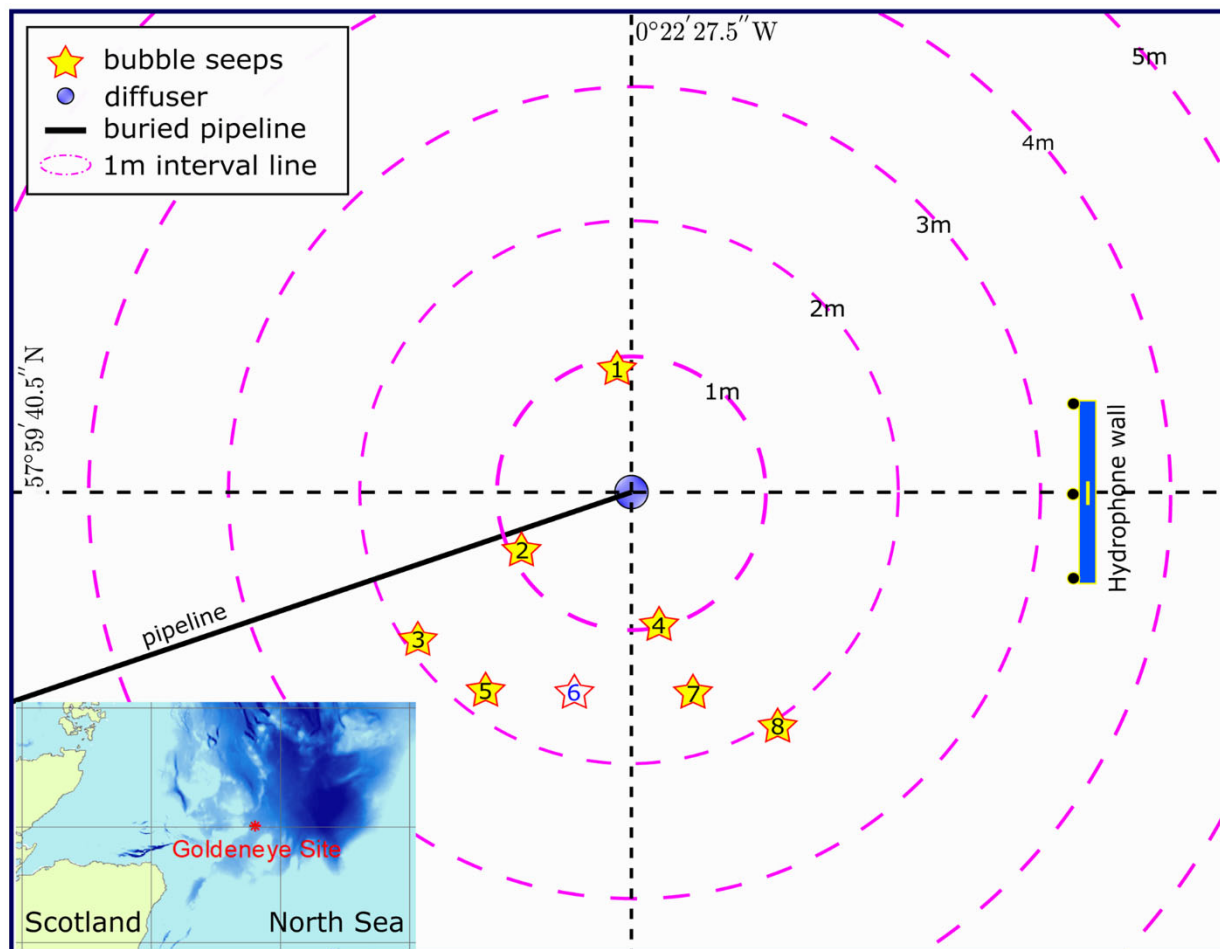 bubble seeps
diffuser
buried pipeline
1m interval line
0°22′27.5″W
5m
4m
3m
2m
1m
57°59′40.5″N
1
2
3
4
5
6
7
8
pipeline
Hydrophone wall
Goldeneye Site
Scotland
North Sea